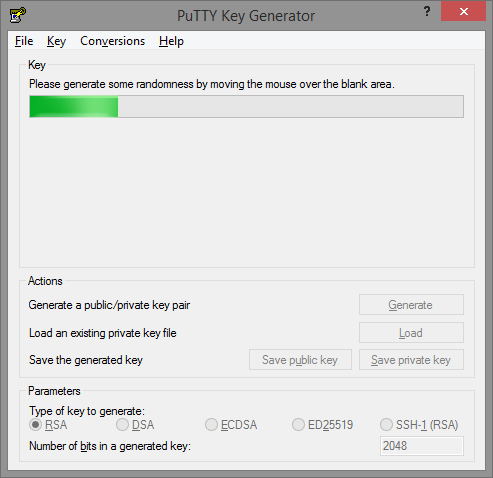 PuTTY Key Generator
? ×
File Key Conversions Help
Key
Please generate some randomness by moving the mouse over the blank area.
Actions
Generate a public/private key pair Generate
Load an existing private key file Load
Save the generated key Save public key Save private key
Parameters
Type of key to generate:
RSA DSA ECDSA ED25519 SSH-1 (RSA)
Number of bits in a generated key: 2048